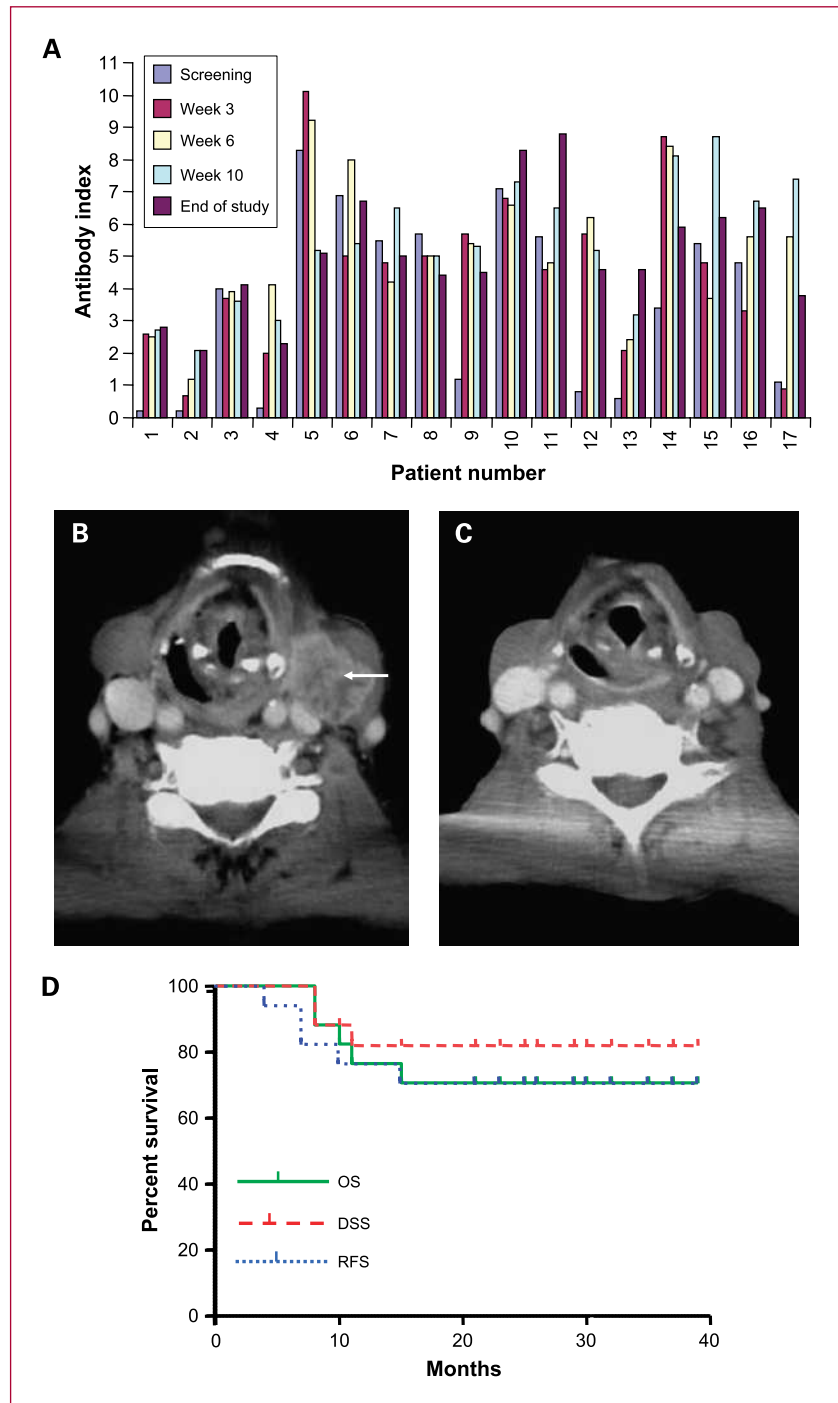 A
Antibody index
11
10
9
8
7
6
5
4
3
2
1
0
Screening
Week 3
Week 6
Week 10
End of study
1 2 3 4 5 6 7 8 9 10 11 12 13 14 15 16 17
Patient number
B C
D
Percent survival
100
80
60
40
20
0
OS
DSS
RFS
0 10 20 30 40
Months